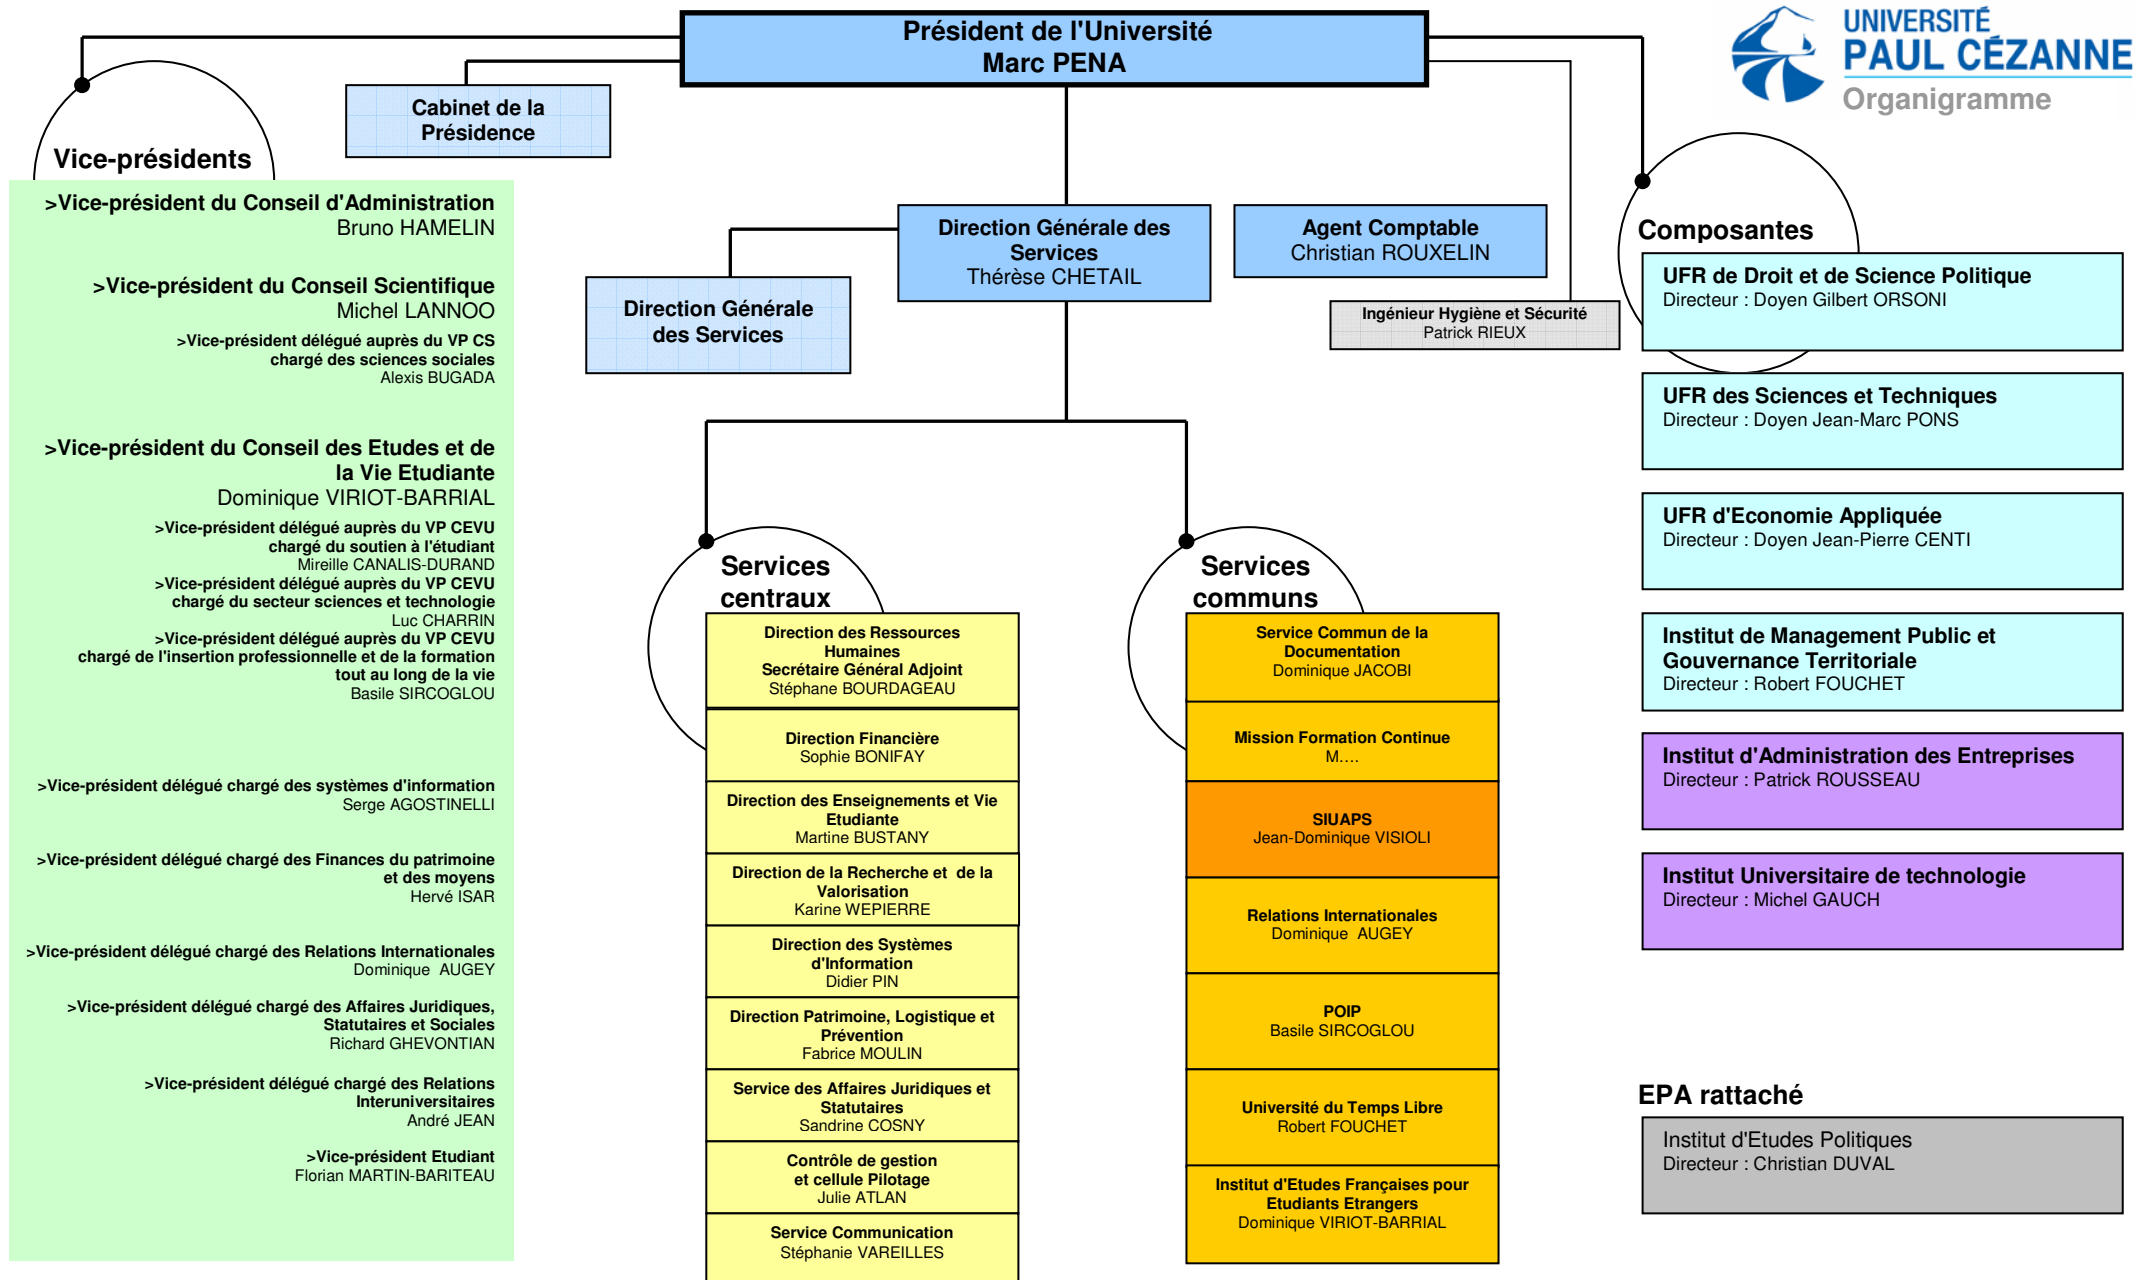 Président de l'Université
Marc PENA
UNIVERSITÉ
PAUL CÉZANNE
Organigramme
Cabinet de la
Présidence
Vice-présidents
>Vice-président du Conseil d'Administration
Bruno HAMELIN
>Vice-président du Conseil Scientifique
Michel LANNOO
>Vice-président délégué auprès du VP CS
chargé des sciences sociales
Alexis BUGADA
>Vice-président du Conseil des Etudes et de
la Vie Etudiante
Dominique VIRIOT-BARRIAL
>Vice-président délégué auprès du VP CEVU
chargé du soutien à l'étudiant
Mireille CANALIS-DURAND
>Vice-président délégué auprès du VP CEVU
chargé du secteur sciences et technologie
Luc CHARRIN
>Vice-président délégué auprès du VP CEVU
chargé de l'insertion professionnelle et de la formation
tout au long de la vie
Basile SIRCOGLOU
>Vice-président délégué chargé des systèmes d'information
Serge AGOSTINELLI
>Vice-président délégué chargé des Finances du patrimoine
et des moyens
Hervé ISAR
>Vice-président délégué chargé des Relations Internationales
Dominique  AUGEY
>Vice-président délégué chargé des Affaires Juridiques,
Statutaires et Sociales
Richard GHEVONTIAN
>Vice-président délégué chargé des Relations
Interuniversitaires
André JEAN
>Vice-président Etudiant
Florian MARTIN-BARITEAU
Direction Générale des
Services
Thérèse CHETAIL
Direction Générale
des Services
Agent Comptable
Christian ROUXELIN
Ingénieur Hygiène et Sécurité
Patrick RIEUX
Services
centraux
Direction des Ressources
Humaines
Secrétaire Général Adjoint
Stéphane BOURDAGEAU
Direction Financière
Sophie BONIFAY
Direction des Enseignements et Vie
Etudiante
Martine BUSTANY
Direction de la Recherche et  de la
Valorisation
Karine WEPIERRE
Direction des Systèmes
d'Information
Didier PIN
Direction Patrimoine, Logistique et
Prévention
Fabrice MOULIN
Service des Affaires Juridiques et
Statutaires
Sandrine COSNY
Contrôle de gestion
et cellule Pilotage
Julie ATLAN
Service Communication
Stéphanie VAREILLES
Services
communs
Service Commun de la
Documentation
Dominique JACOBI
Mission Formation Continue
M....
SIUAPS
Jean-Dominique VISIOLI
Relations Internationales
Dominique  AUGEY
POIP
Basile SIRCOGLOU
Université du Temps Libre
Robert FOUCHET
Institut d'Etudes Françaises pour
Etudiants Etrangers
Dominique VIRIOT-BARRIAL
Composantes
UFR de Droit et de Science Politique
Directeur : Doyen Gilbert ORSONI
UFR des Sciences et Techniques
Directeur : Doyen Jean-Marc PONS
UFR d'Economie Appliquée
Directeur : Doyen Jean-Pierre CENTI
Institut de Management Public et
Gouvernance Territoriale
Directeur : Robert FOUCHET
Institut d'Administration des Entreprises
Directeur : Patrick ROUSSEAU
Institut Universitaire de technologie
Directeur : Michel GAUCH
EPA rattaché
Institut d'Etudes Politiques
Directeur : Christian DUVAL